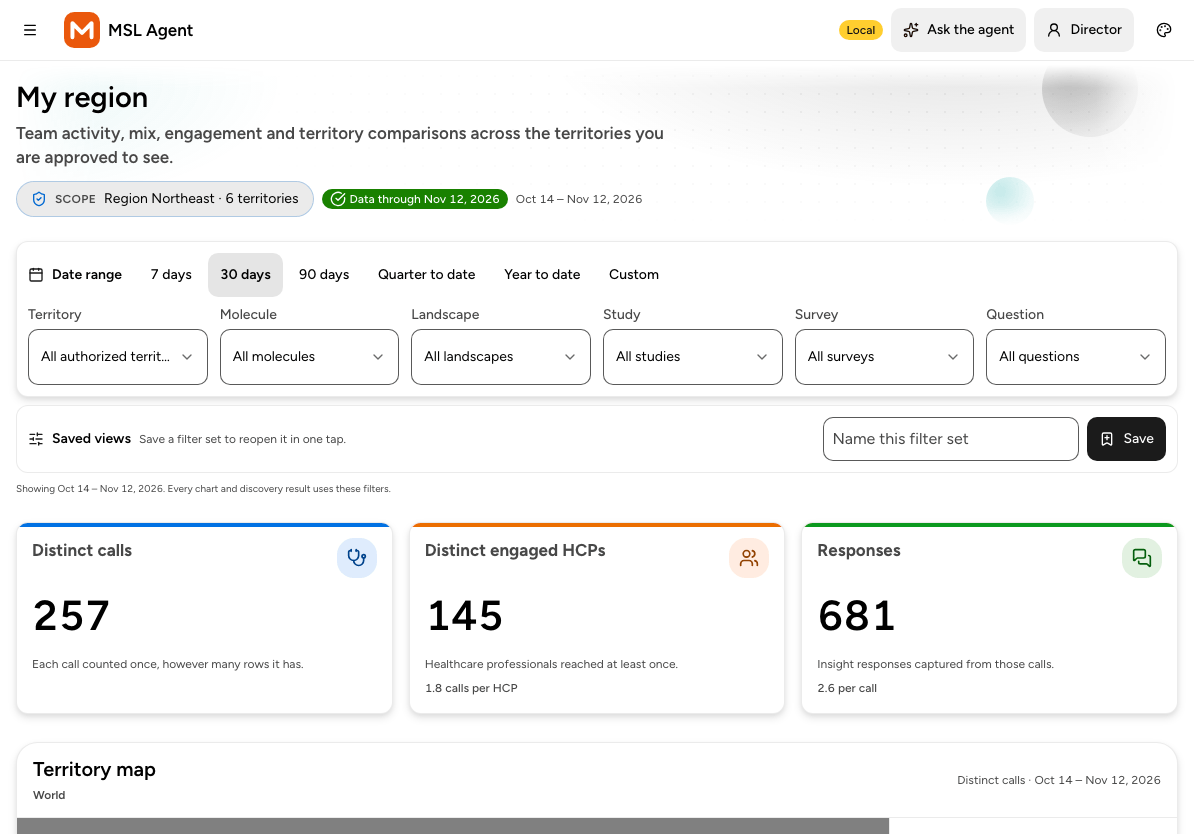 MSL Agent
Local
Ask the agent
Director
My region
Team activity, mix, engagement and territory comparisons across the territories you
are approved to see.
SCOPE Region Northeast · 6 territories
Data through Nov 12, 2026
Oct 14 – Nov 12, 2026
Date range
7 days
30 days
90 days
Quarter to date
Year to date
Custom
Territory
Molecule
Landscape
Study
Survey
Question
All authorized territ...
All molecules
All landscapes
All studies
All surveys
All questions
Saved views
Save a filter set to reopen it in one tap.
Name this filter set
Save
Showing Oct 14 – Nov 12, 2026. Every chart and discovery result uses these filters.
Distinct calls
257
Each call counted once, however many rows it has.
Distinct engaged HCPs
145
Healthcare professionals reached at least once.
1.8 calls per HCP
Responses
681
Insight responses captured from those calls.
2.6 per call
Territory map
World
Distinct calls · Oct 14 – Nov 12, 2026